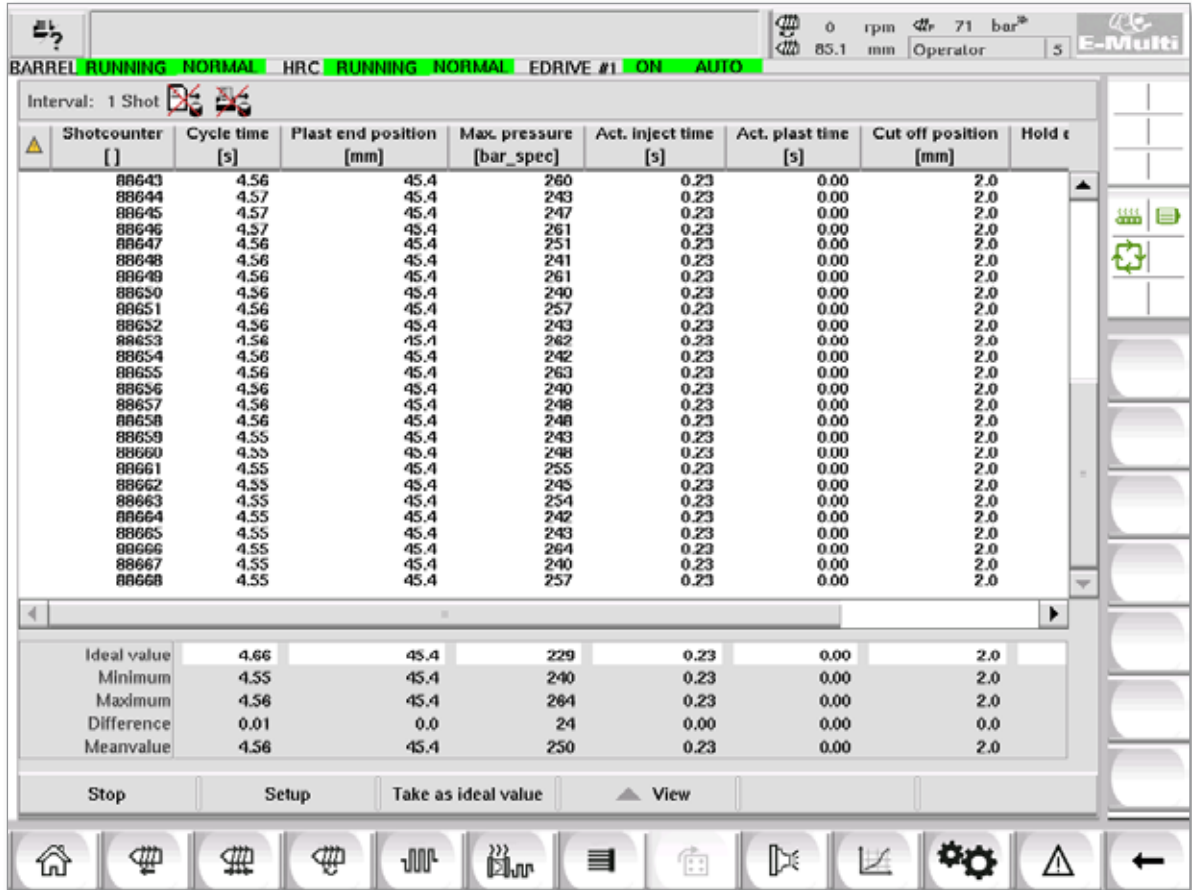 ?
0 rpm 71 bar
85.1 mm Operator 5
E-Multi
BARREL RUNNING NORMAL HRC RUNNING NORMAL EDRIVE #1 ON AUTO
Interval: 1 Shot
Shotcounter Cycle time Plast end position Max. pressure Act. inject time Act. plast time Cut off position Hold
[ ] [s] [mm] [bar_spec] [s] [s] [mm]
88643 4.56 45.4 260 0.23 0.00 2.0
88644 4.57 45.4 243 0.23 0.00 2.0
88645 4.57 45.4 247 0.23 0.00 2.0
88646 4.57 45.4 261 0.23 0.00 2.0
88647 4.56 45.4 251 0.23 0.00 2.0
88648 4.56 45.4 241 0.23 0.00 2.0
88649 4.56 45.4 261 0.23 0.00 2.0
88650 4.56 45.4 240 0.23 0.00 2.0
88651 4.56 45.4 257 0.23 0.00 2.0
88652 4.56 45.4 243 0.23 0.00 2.0
88653 4.56 45.4 262 0.23 0.00 2.0
88654 4.56 45.4 242 0.23 0.00 2.0
88655 4.56 45.4 263 0.23 0.00 2.0
88656 4.56 45.4 240 0.23 0.00 2.0
88657 4.56 45.4 248 0.23 0.00 2.0
88658 4.56 45.4 248 0.23 0.00 2.0
88659 4.55 45.4 243 0.23 0.00 2.0
88660 4.55 45.4 248 0.23 0.00 2.0
88661 4.55 45.4 255 0.23 0.00 2.0
88662 4.55 45.4 245 0.23 0.00 2.0
88663 4.55 45.4 254 0.23 0.00 2.0
88664 4.55 45.4 242 0.23 0.00 2.0
88665 4.55 45.4 243 0.23 0.00 2.0
88666 4.55 45.4 264 0.23 0.00 2.0
88667 4.55 45.4 240 0.23 0.00 2.0
88668 4.55 45.4 257 0.23 0.00 2.0
Ideal value 4.66 45.4 229 0.23 0.00 2.0
Minimum 4.55 45.4 240 0.23 0.00 2.0
Maximum 4.56 45.4 264 0.23 0.00 2.0
Difference 0.01 0.0 24 0.00 0.00 0.0
Meanvalue 4.56 45.4 250 0.23 0.00 2.0
Stop Setup Take as ideal value View